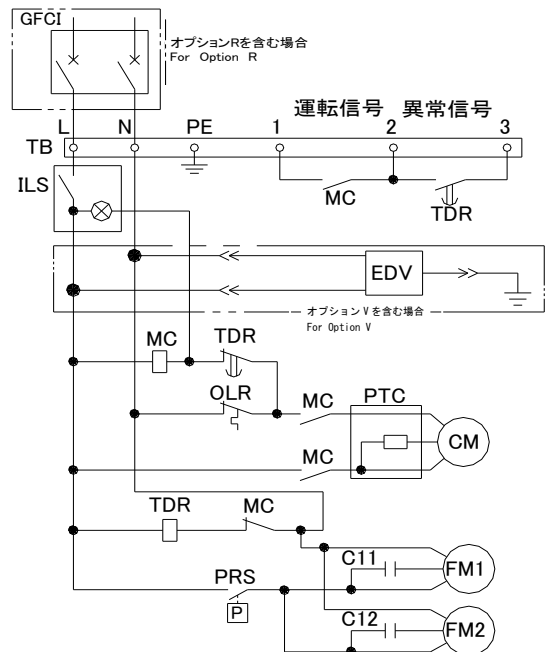 GFCI
オプションRを含む場合
For Option R
運転信号 異常信号
L N PE 1 2 3
TB
ILS
MC
TDR
EDV
オプションVを含む場合
For Option V
MC TDR
OLR
MC PTC
CM
MC
TDR MC
C11
FM1
PRS
P
C12
FM2